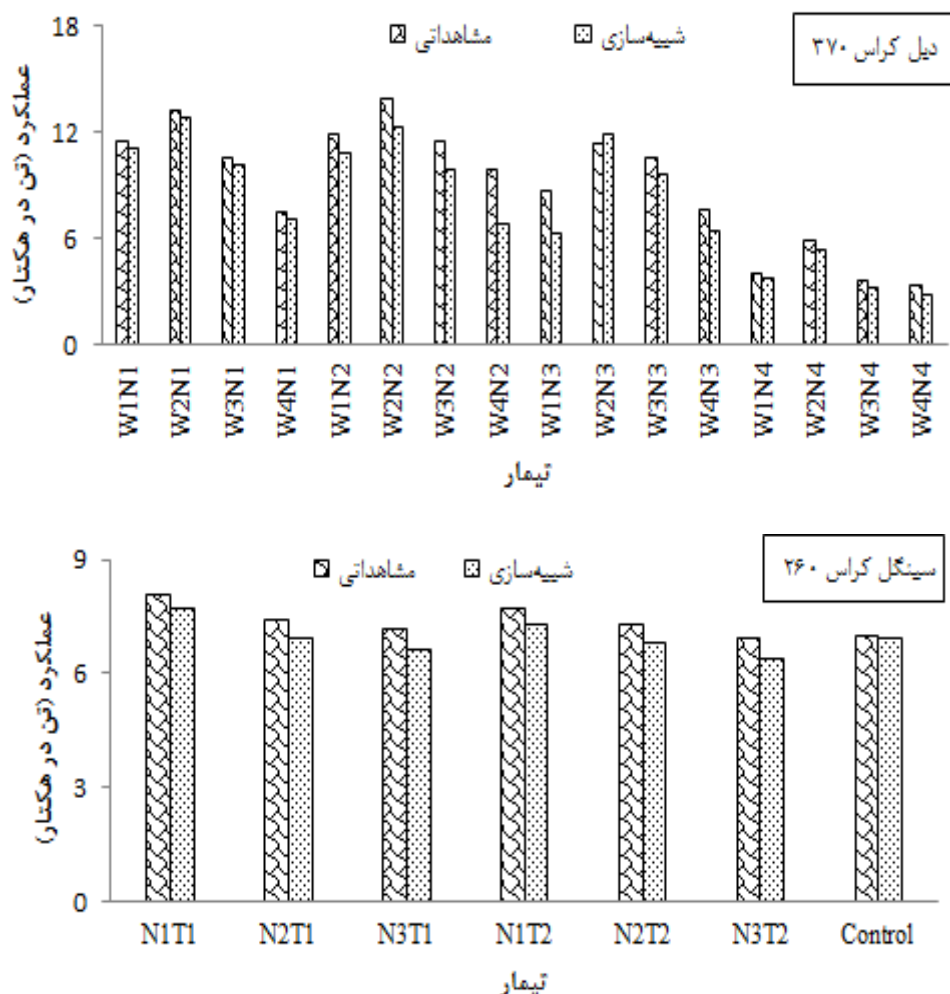 18
مشاهداتی
شبیه‌سازی
دیل کراس ۳۷۰
عملکرد (تن در هکتار)
12
6
0
W1N1 W2N1 W3N1 W4N1 W1N2 W2N2 W3N2 W4N2 W1N3 W2N3 W3N3 W4N3 W1N4 W2N4 W3N4 W4N4
تیمار
9
مشاهداتی
شبیه‌سازی
سینگل کراس ۲۶۰
عملکرد (تن در هکتار)
6
3
0
N1T1 N2T1 N3T1 N1T2 N2T2 N3T2 Control
تیمار